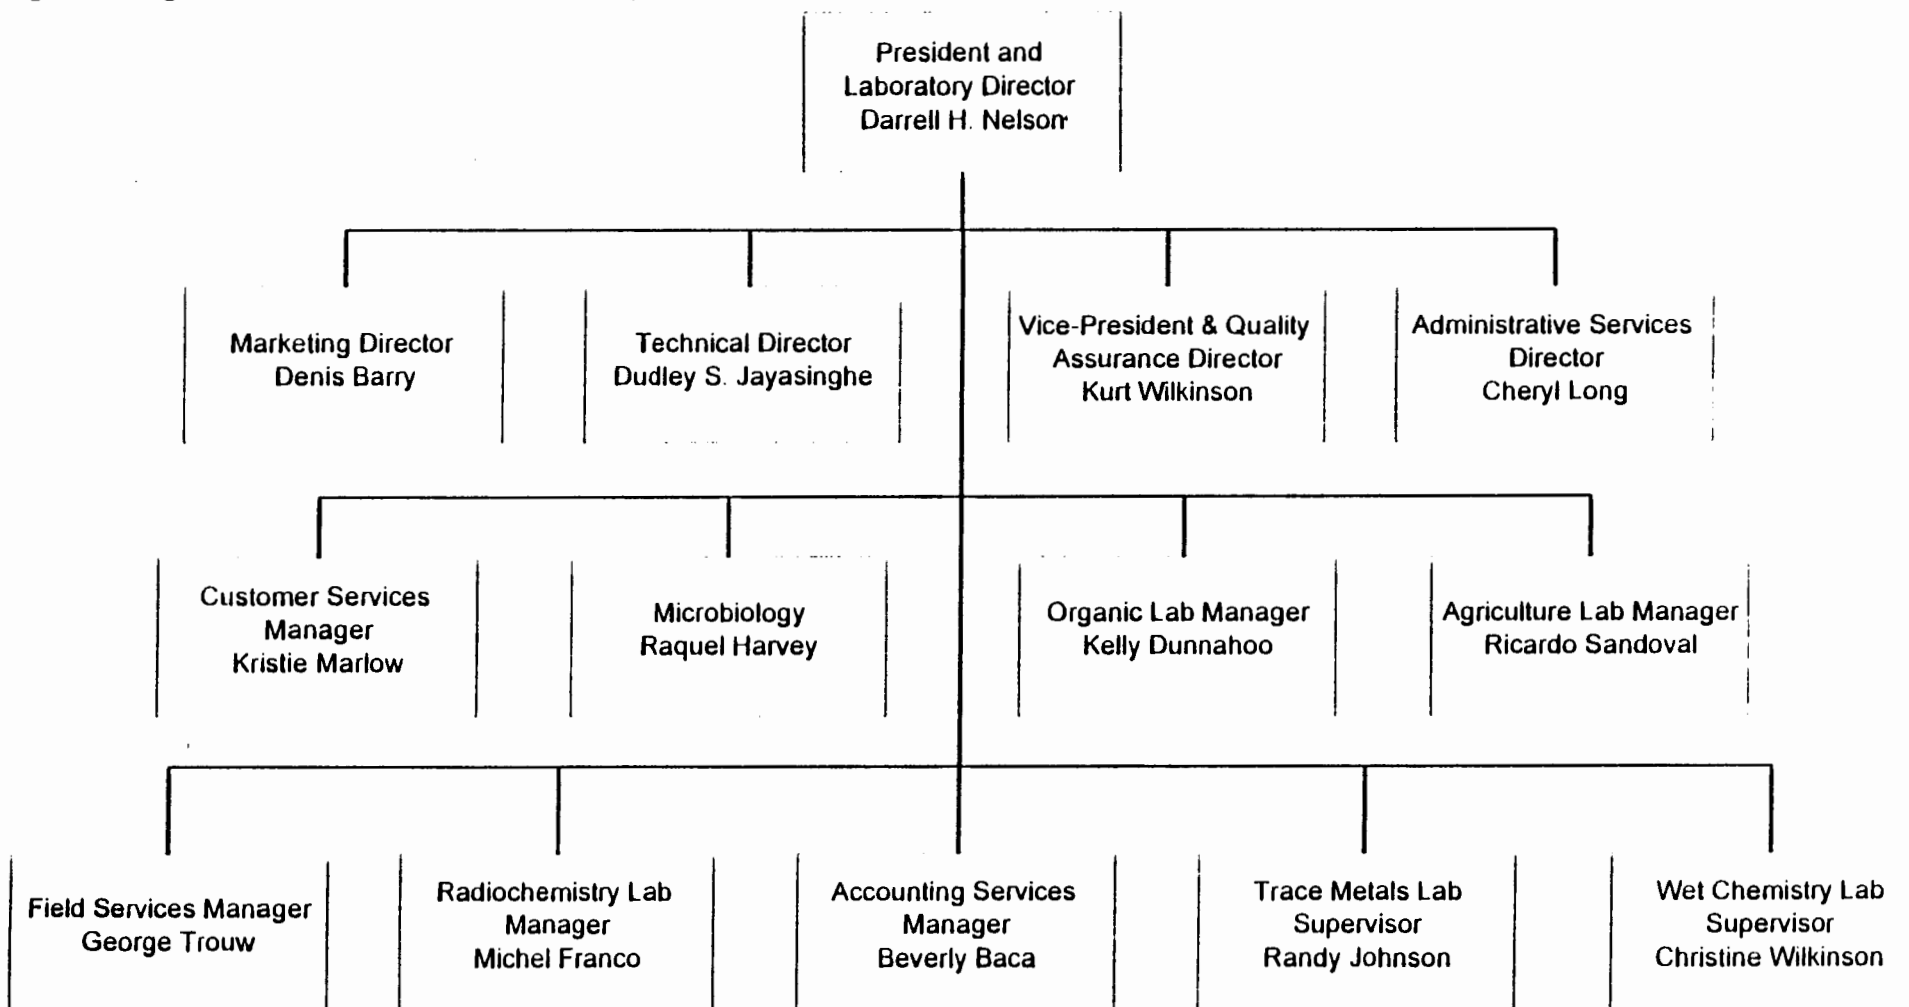 President and
Laboratory Director
Darrell H. Nelson
Marketing Director
Denis Barry
Technical Director
Dudley S. Jayasinghe
Vice-President & Quality
Assurance Director
Kurt Wilkinson
Administrative Services
Director
Cheryl Long
Customer Services
Manager
Kristie Marlow
Microbiology
Raquel Harvey
Organic Lab Manager
Kelly Dunnahoo
Agriculture Lab Manager
Ricardo Sandoval
Field Services Manager
George Trouw
Radiochemistry Lab
Manager
Michel Franco
Accounting Services
Manager
Beverly Baca
Trace Metals Lab
Supervisor
Randy Johnson
Wet Chemistry Lab
Supervisor
Christine Wilkinson